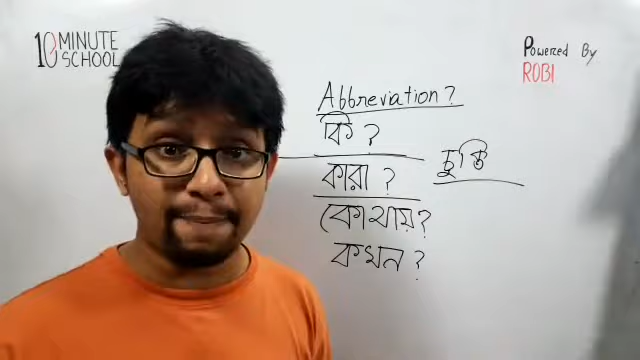 10 MINUTE
SCHOOL
Powered By
ROBI
Abbreviation?
কি ?
কারা ?
কোথায় ?
কখন ?
চুক্তি